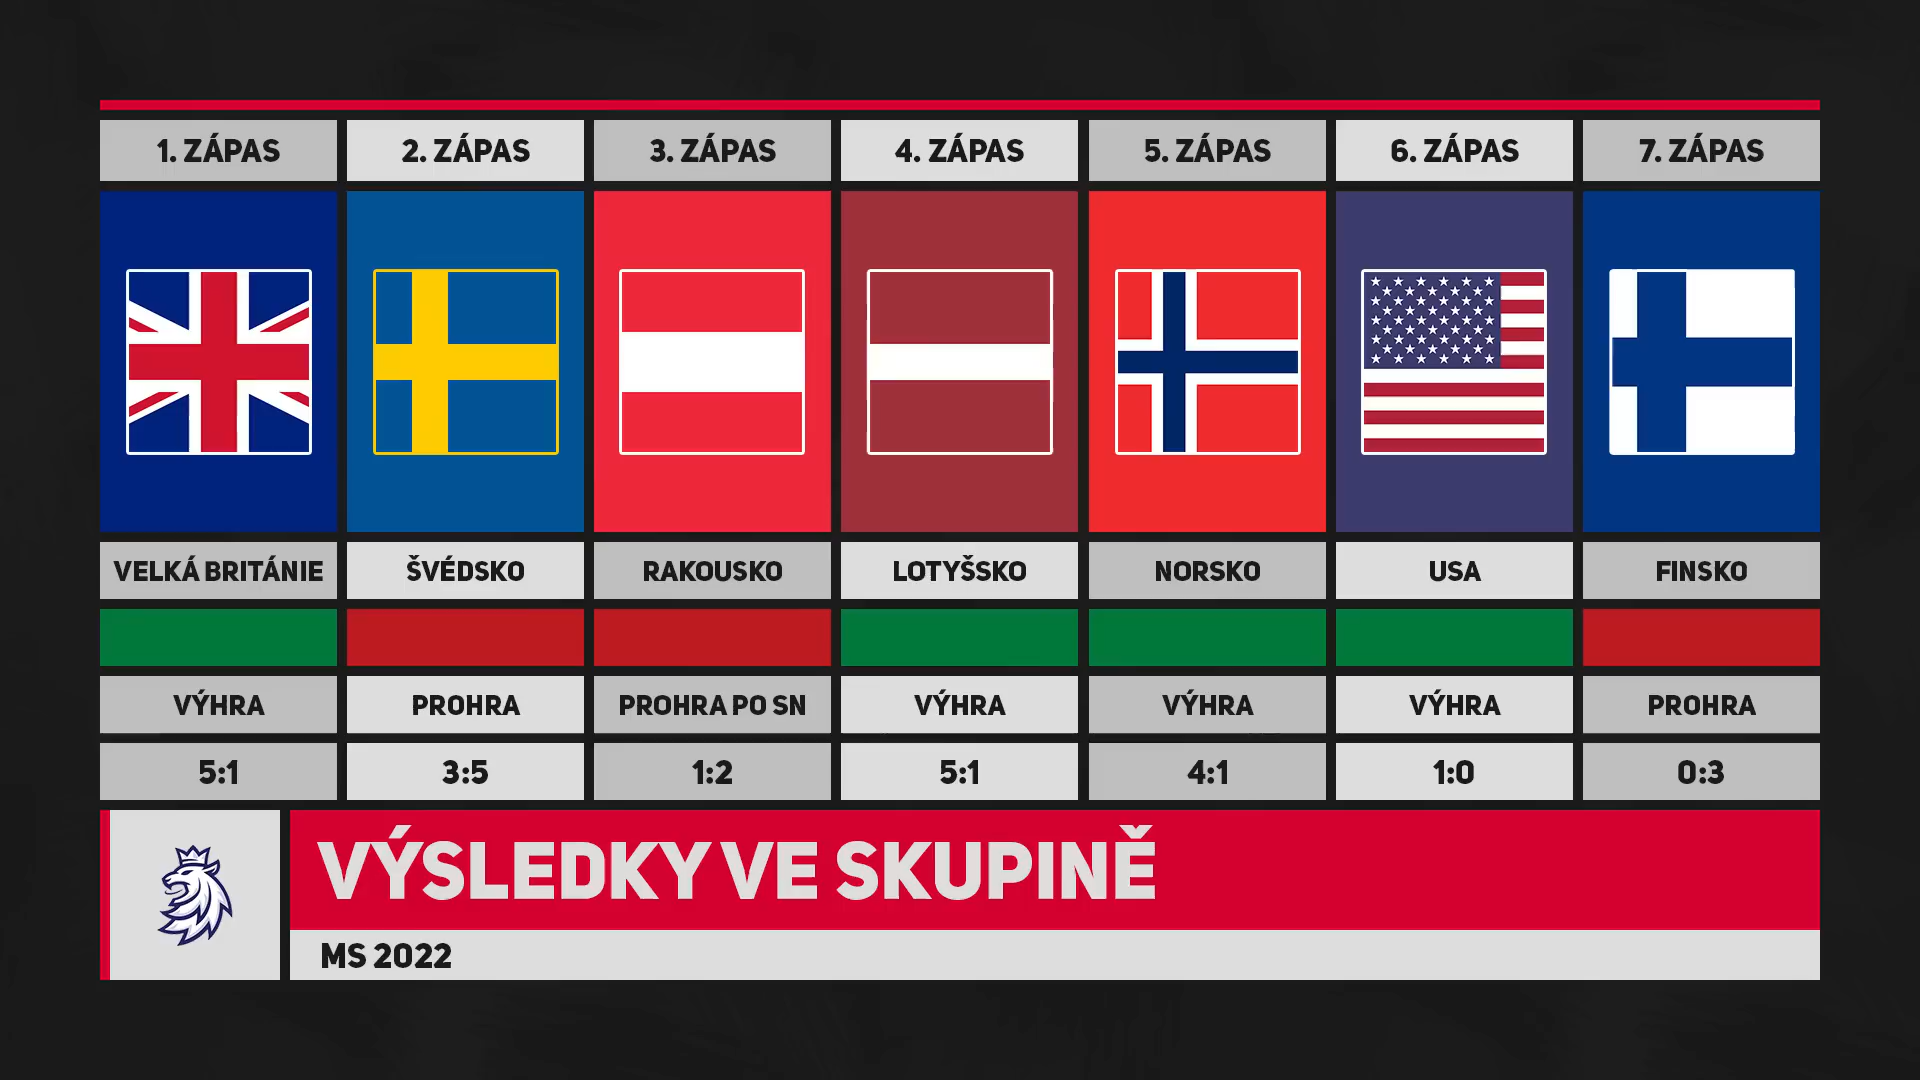 1. ZÁPAS 2. ZÁPAS 3. ZÁPAS 4. ZÁPAS 5. ZÁPAS 6. ZÁPAS 7. ZÁPAS
VELKÁ BRITÁNIE ŠVÉDSKO RAKOUSKO LOTYŠSKO NORSKO USA FINSKO
VÝHRA PROHRA PROHRA PO SN VÝHRA VÝHRA VÝHRA PROHRA
5:1 3:5 1:2 5:1 4:1 1:0 0:3
VÝSLEDKY VE SKUPINĚ
MS 2022